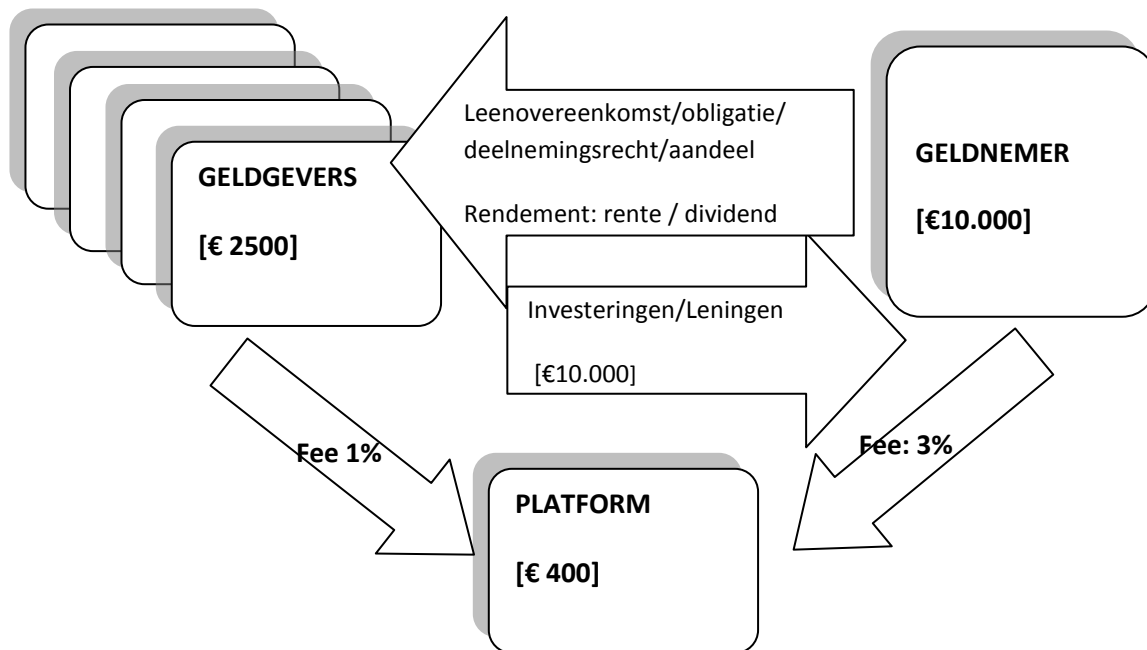 GELDGEVERS
[€ 2500]
Leenovereenkomst/obligatie/
deelnemingsrecht/aandeel
Rendement: rente / dividend
GELDNEMER
[€10.000]
Investeringen/Leningen
[€10.000]
Fee 1%
Fee: 3%
PLATFORM
[€ 400]